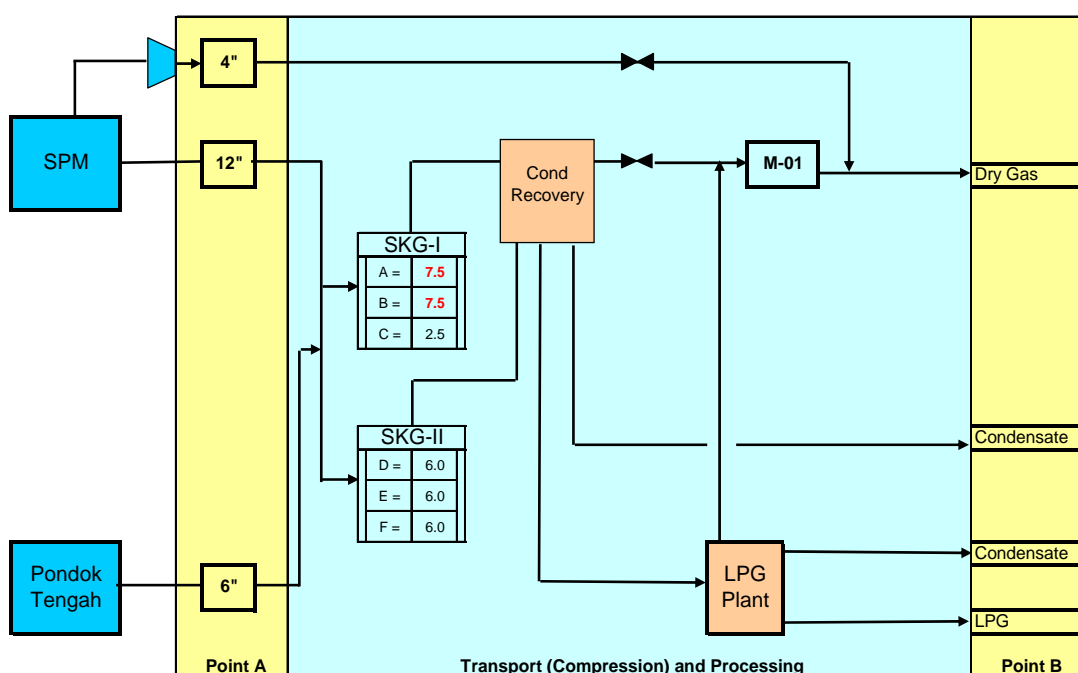 4"
SPM
12"
Cond
Recovery
M-01
Dry Gas
SKG-I
A = 7.5
B = 7.5
C = 2.5
SKG-II
D = 6.0
E = 6.0
F = 6.0
Condensate
Pondok
Tengah
6"
LPG
Plant
Condensate
LPG
Point A
Transport (Compression) and Processing
Point B